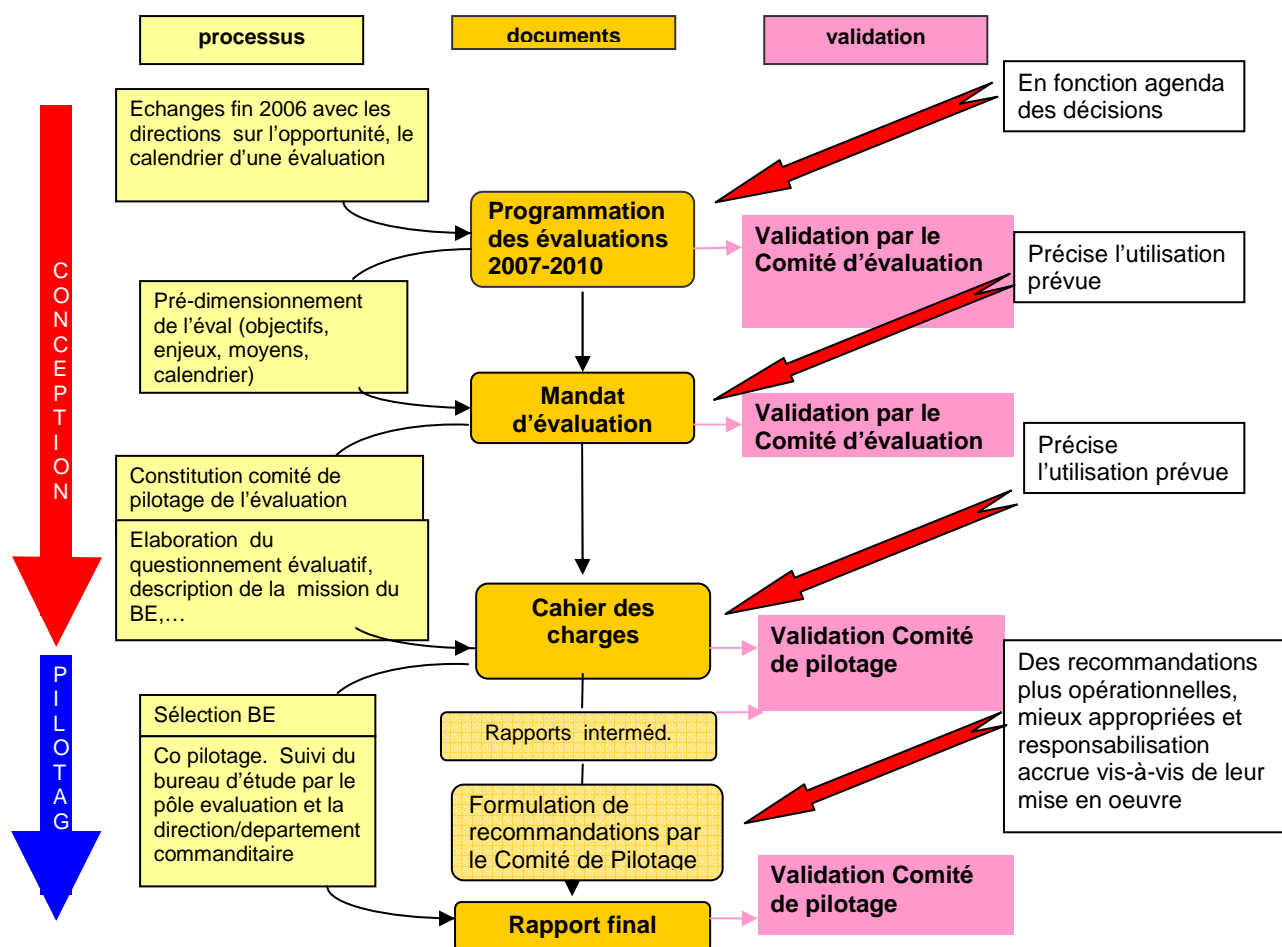 processus
documents
validation
Echanges fin 2006 avec les
directions sur l'opportunité, le
calendrier d'une évaluation
En fonction agenda
des décisions
Programmation
des évaluations
2007-2010
Validation par le
Comité d'évaluation
Précise l'utilisation
prévue
CONCEPTION
Pré-dimensionnement
de l'éval (objectifs,
enjeux, moyens,
calendrier)
Mandat
d'évaluation
Validation par le
Comité d'évaluation
Précise
l'utilisation prévue
Constitution comité de
pilotage de l'évaluation
Elaboration du
questionnement évaluatif,
description de la mission du
BE,…
Cahier des
charges
Validation Comité
de pilotage
Des recommandations
plus opérationnelles,
mieux appropriées et
responsabilisation
accrue vis-à-vis de leur
mise en oeuvre
PILOTAG
Sélection BE
Co pilotage. Suivi du
bureau d'étude par le
pôle evaluation et la
direction/departement
commanditaire
Rapports interméd.
Formulation de
recommandations par
le Comité de Pilotage
Rapport final
Validation Comité
de pilotage